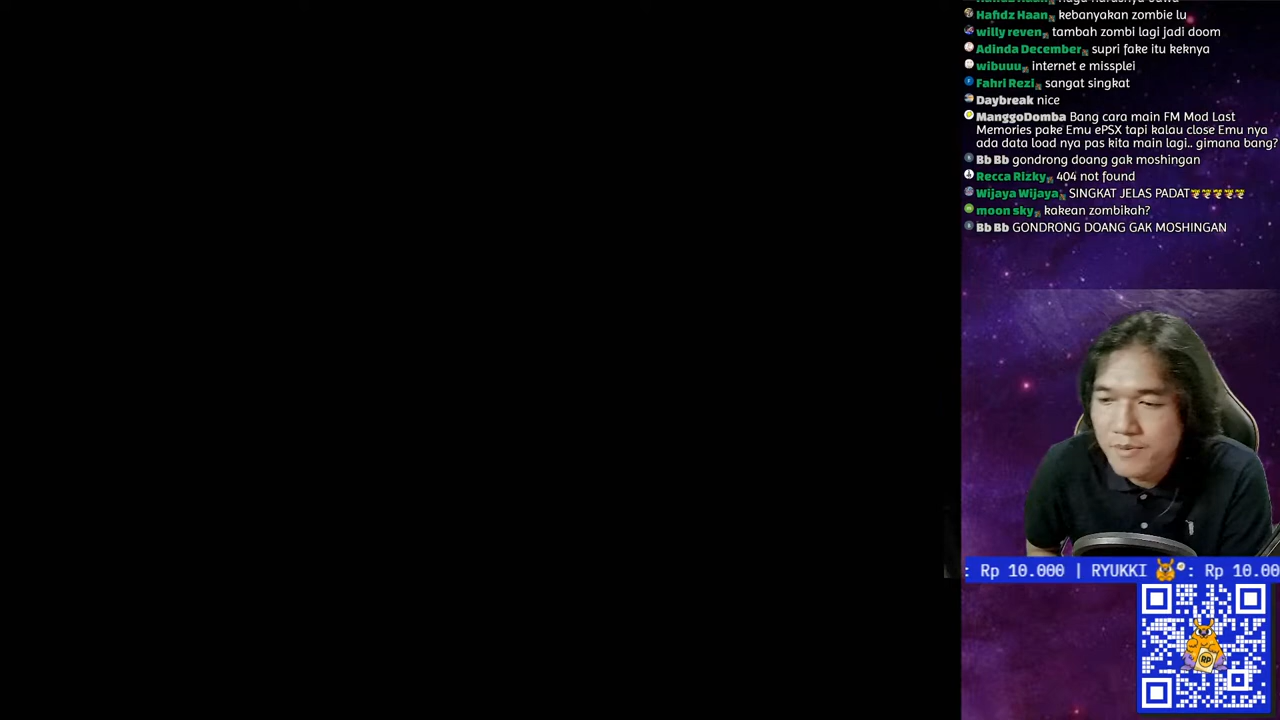 Hafidz Haan kebanyakan zombie lu
willy reven tambah zombi lagi jadi doom
Adinda December supri fake itu keknya
wibuuu internet e missplei
Fahri Rezi sangat singkat
Daybreak nice
ManggoDomba Bang cara main FM Mod Last
Memories pake Emu ePSX tapi kalau close Emu nya
ada data load nya pas kita main lagi.. gimana bang?
Bb Bb gondrong doang gak moshingan
Recca Rizky 404 not found
Wijaya Wijaya SINGKAT JELAS PADAT
moon sky kakean zombikah?
Bb Bb GONDRONG DOANG GAK MOSHINGAN
: Rp 10.000 | RYUKKI : Rp 10.00
RP